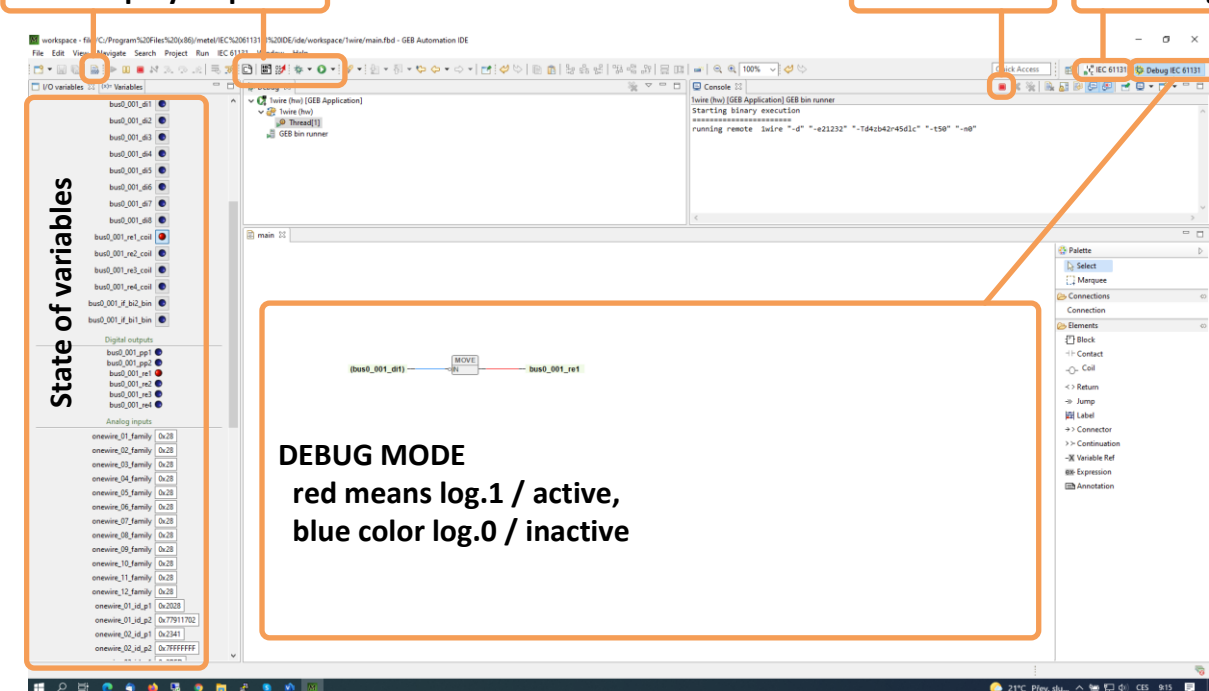 workspace - file:/C:/Program%20Files%20(x86)/metel/IEC%2061131-3%20IDE/ide/workspace/1wire/main.fbd - GEB Automation IDE
File Edit View Navigate Search Project Run IEC 61131 Window Help
100%
Quick Access
IEC 61131
Debug IEC 61131
I/O variables
Variables
bus0_001_di1
bus0_001_di2
bus0_001_di3
bus0_001_di4
bus0_001_di5
bus0_001_di6
bus0_001_di7
bus0_001_di8
bus0_001_re1_coil
bus0_001_re2_coil
bus0_001_re3_coil
bus0_001_re4_coil
bus0_001_if_bi2_bin
bus0_001_if_bi1_bin
Digital outputs
bus0_001_pp1
bus0_001_pp2
bus0_001_re1
bus0_001_re2
bus0_001_re3
bus0_001_re4
Analog inputs
onewire_01_family 0x28
onewire_02_family 0x28
onewire_03_family 0x28
onewire_04_family 0x28
onewire_05_family 0x28
onewire_06_family 0x28
onewire_07_family 0x28
onewire_08_family 0x28
onewire_09_family 0x28
onewire_10_family 0x28
onewire_11_family 0x28
onewire_12_family 0x28
onewire_01_id_p1 0x2028
onewire_01_id_p2 0x77911702
onewire_02_id_p1 0x2341
onewire_02_id_p2 0x7FFFFFFF
State of variables
1wire (hw) [GEB Application]
1wire (hw)
Thread[1]
GEB bin runner
Console
1wire (hw) [GEB Application] GEB bin runner
Starting binary execution
======================
running remote 1wire "-d" "-e21232" "-Td4zb42r45dlc" "-t50" "-n0"
main
(bus0_001_di1)
MOVE
IN
bus0_001_re1
DEBUG MODE
red means log.1 / active,
blue color log.0 / inactive
Palette
Select
Marquee
Connections
Connection
Elements
Block
Contact
Coil
Return
Jump
Label
Connector
Continuation
Variable Ref
Expression
Annotation
21°C Přev. slu... CES 9:15